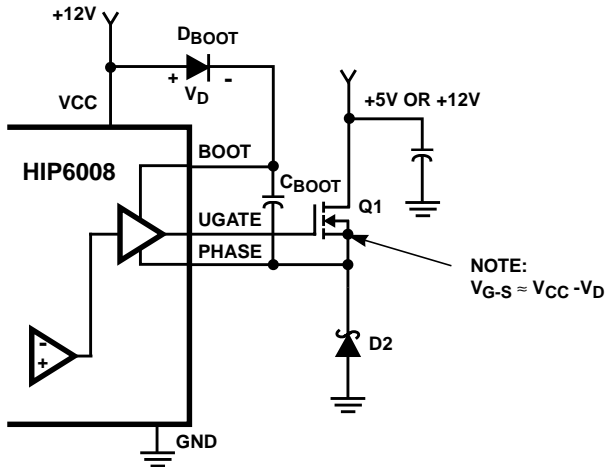 +12V
DBOOT
+ VD -
VCC
+5V OR +12V
BOOT
HIP6008
CBOOT
Q1
UGATE
PHASE
NOTE:
VG-S ≈ VCC -VD
D2
-
+
GND